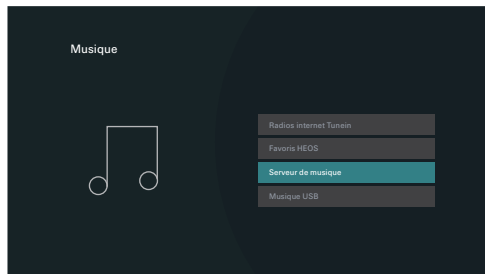 Musique
Radios internet Tunein
Favoris HEOS
Serveur de musique
Musique USB